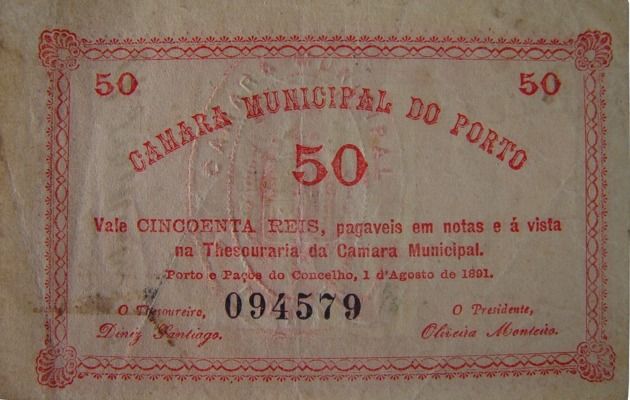 50 50
CAMARA MUNICIPAL DO PORTO
50
Vale CINCOENTA REIS, pagaveis em notas e á vista
na Thesouraria da Camara Municipal.
Porto e Paços do Concelho, 1 d'Agosto de 1891.
O Thesoureiro, 094579 O Presidente,
Diniz Santiago. Oliveira Monteiro.